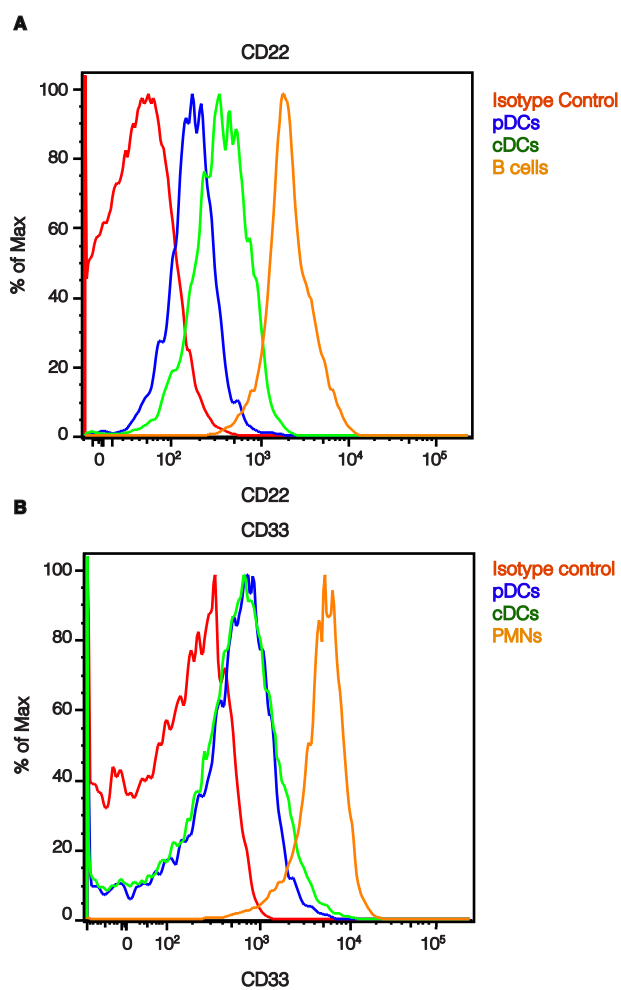 A
CD22
100
80
60
40
20
0
% of Max
0 10² 10³ 10⁴ 10⁵
CD22
Isotype Control
pDCs
cDCs
B cells
B
CD33
100
80
60
40
20
0
% of Max
0 10² 10³ 10⁴ 10⁵
CD33
Isotype control
pDCs
cDCs
PMNs